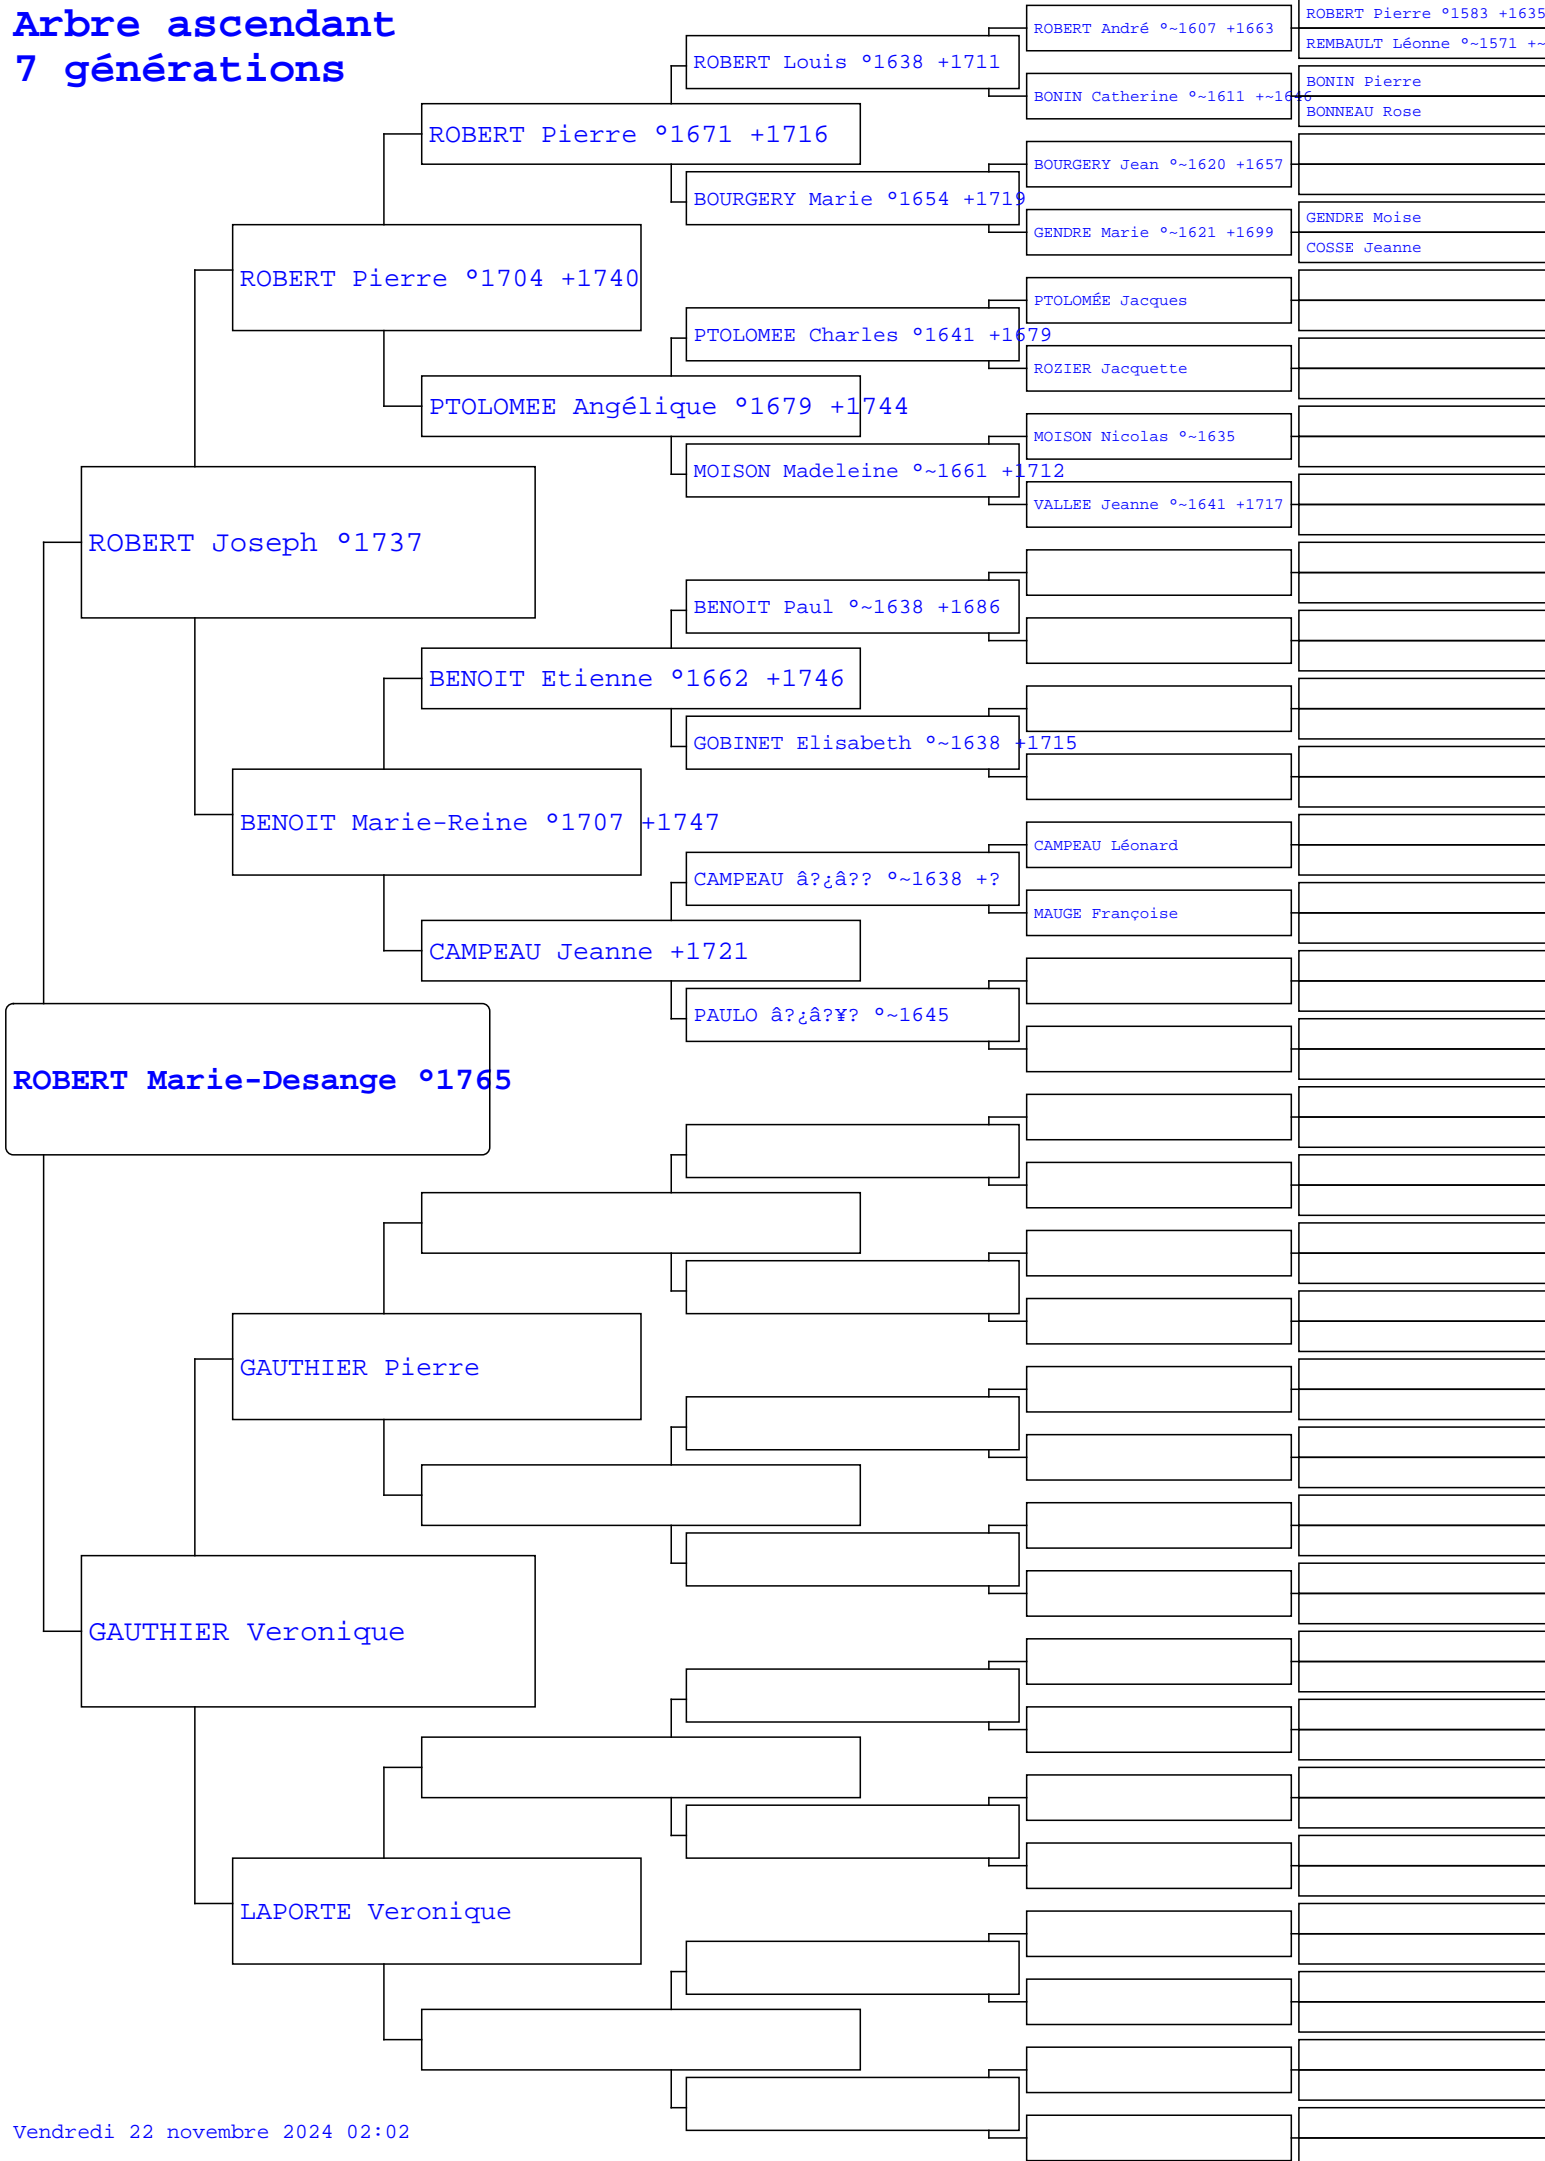 Arbre ascendant
7 générations
ROBERT Pierre °1583 +1635
ROBERT André °~1607 +1663
REMBAULT Léonne °~1571 +~
ROBERT Louis °1638 +1711
BONIN Pierre
BONIN Catherine °~1611 +~1646
BONNEAU Rose
ROBERT Pierre °1671 +1716
BOURGERY Jean °~1620 +1657
BOURGERY Marie °1654 +1719
GENDRE Moise
GENDRE Marie °~1621 +1699
COSSE Jeanne
ROBERT Pierre °1704 +1740
PTOLOMÉE Jacques
PTOLOMEE Charles °1641 +1679
ROZIER Jacquette
PTOLOMEE Angélique °1679 +1744
MOISON Nicolas °~1635
MOISON Madeleine °~1661 +1712
VALLEE Jeanne °~1641 +1717
ROBERT Joseph °1737
BENOIT Paul °~1638 +1686
BENOIT Etienne °1662 +1746
GOBINET Elisabeth °~1638 +1715
BENOIT Marie-Reine °1707 +1747
CAMPEAU Léonard
CAMPEAU â?¿â?? °~1638 +?
MAUGE Françoise
CAMPEAU Jeanne +1721
PAULO â?¿â?¥? °~1645
ROBERT Marie-Desange °1765
GAUTHIER Pierre
GAUTHIER Veronique
LAPORTE Veronique
Vendredi 22 novembre 2024 02:02